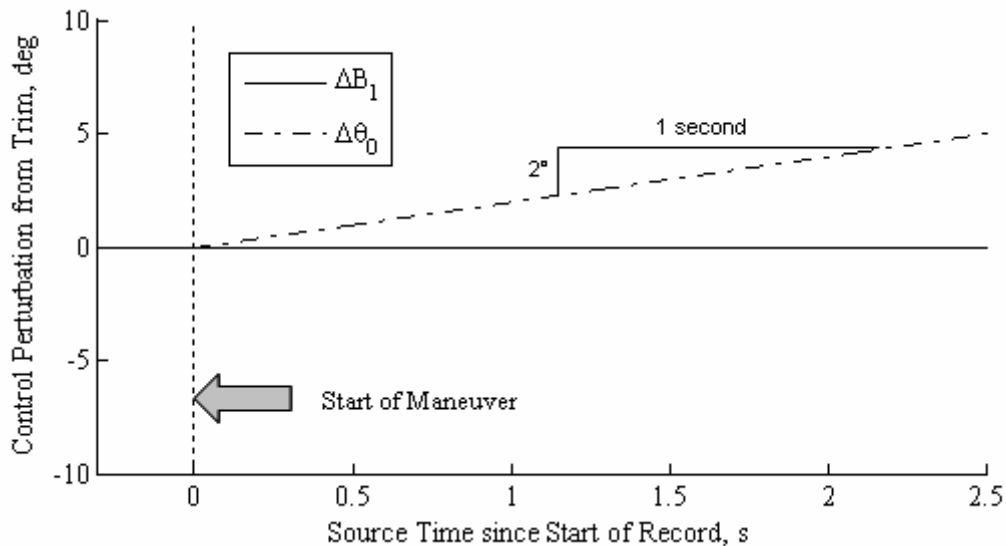 10
5
0
-5
-10
Control Perturbation from Trim, deg
ΔB₁
Δθ₀
1 second
2°
Start of Maneuver
0
0.5
1
1.5
2
2.5
Source Time since Start of Record, s